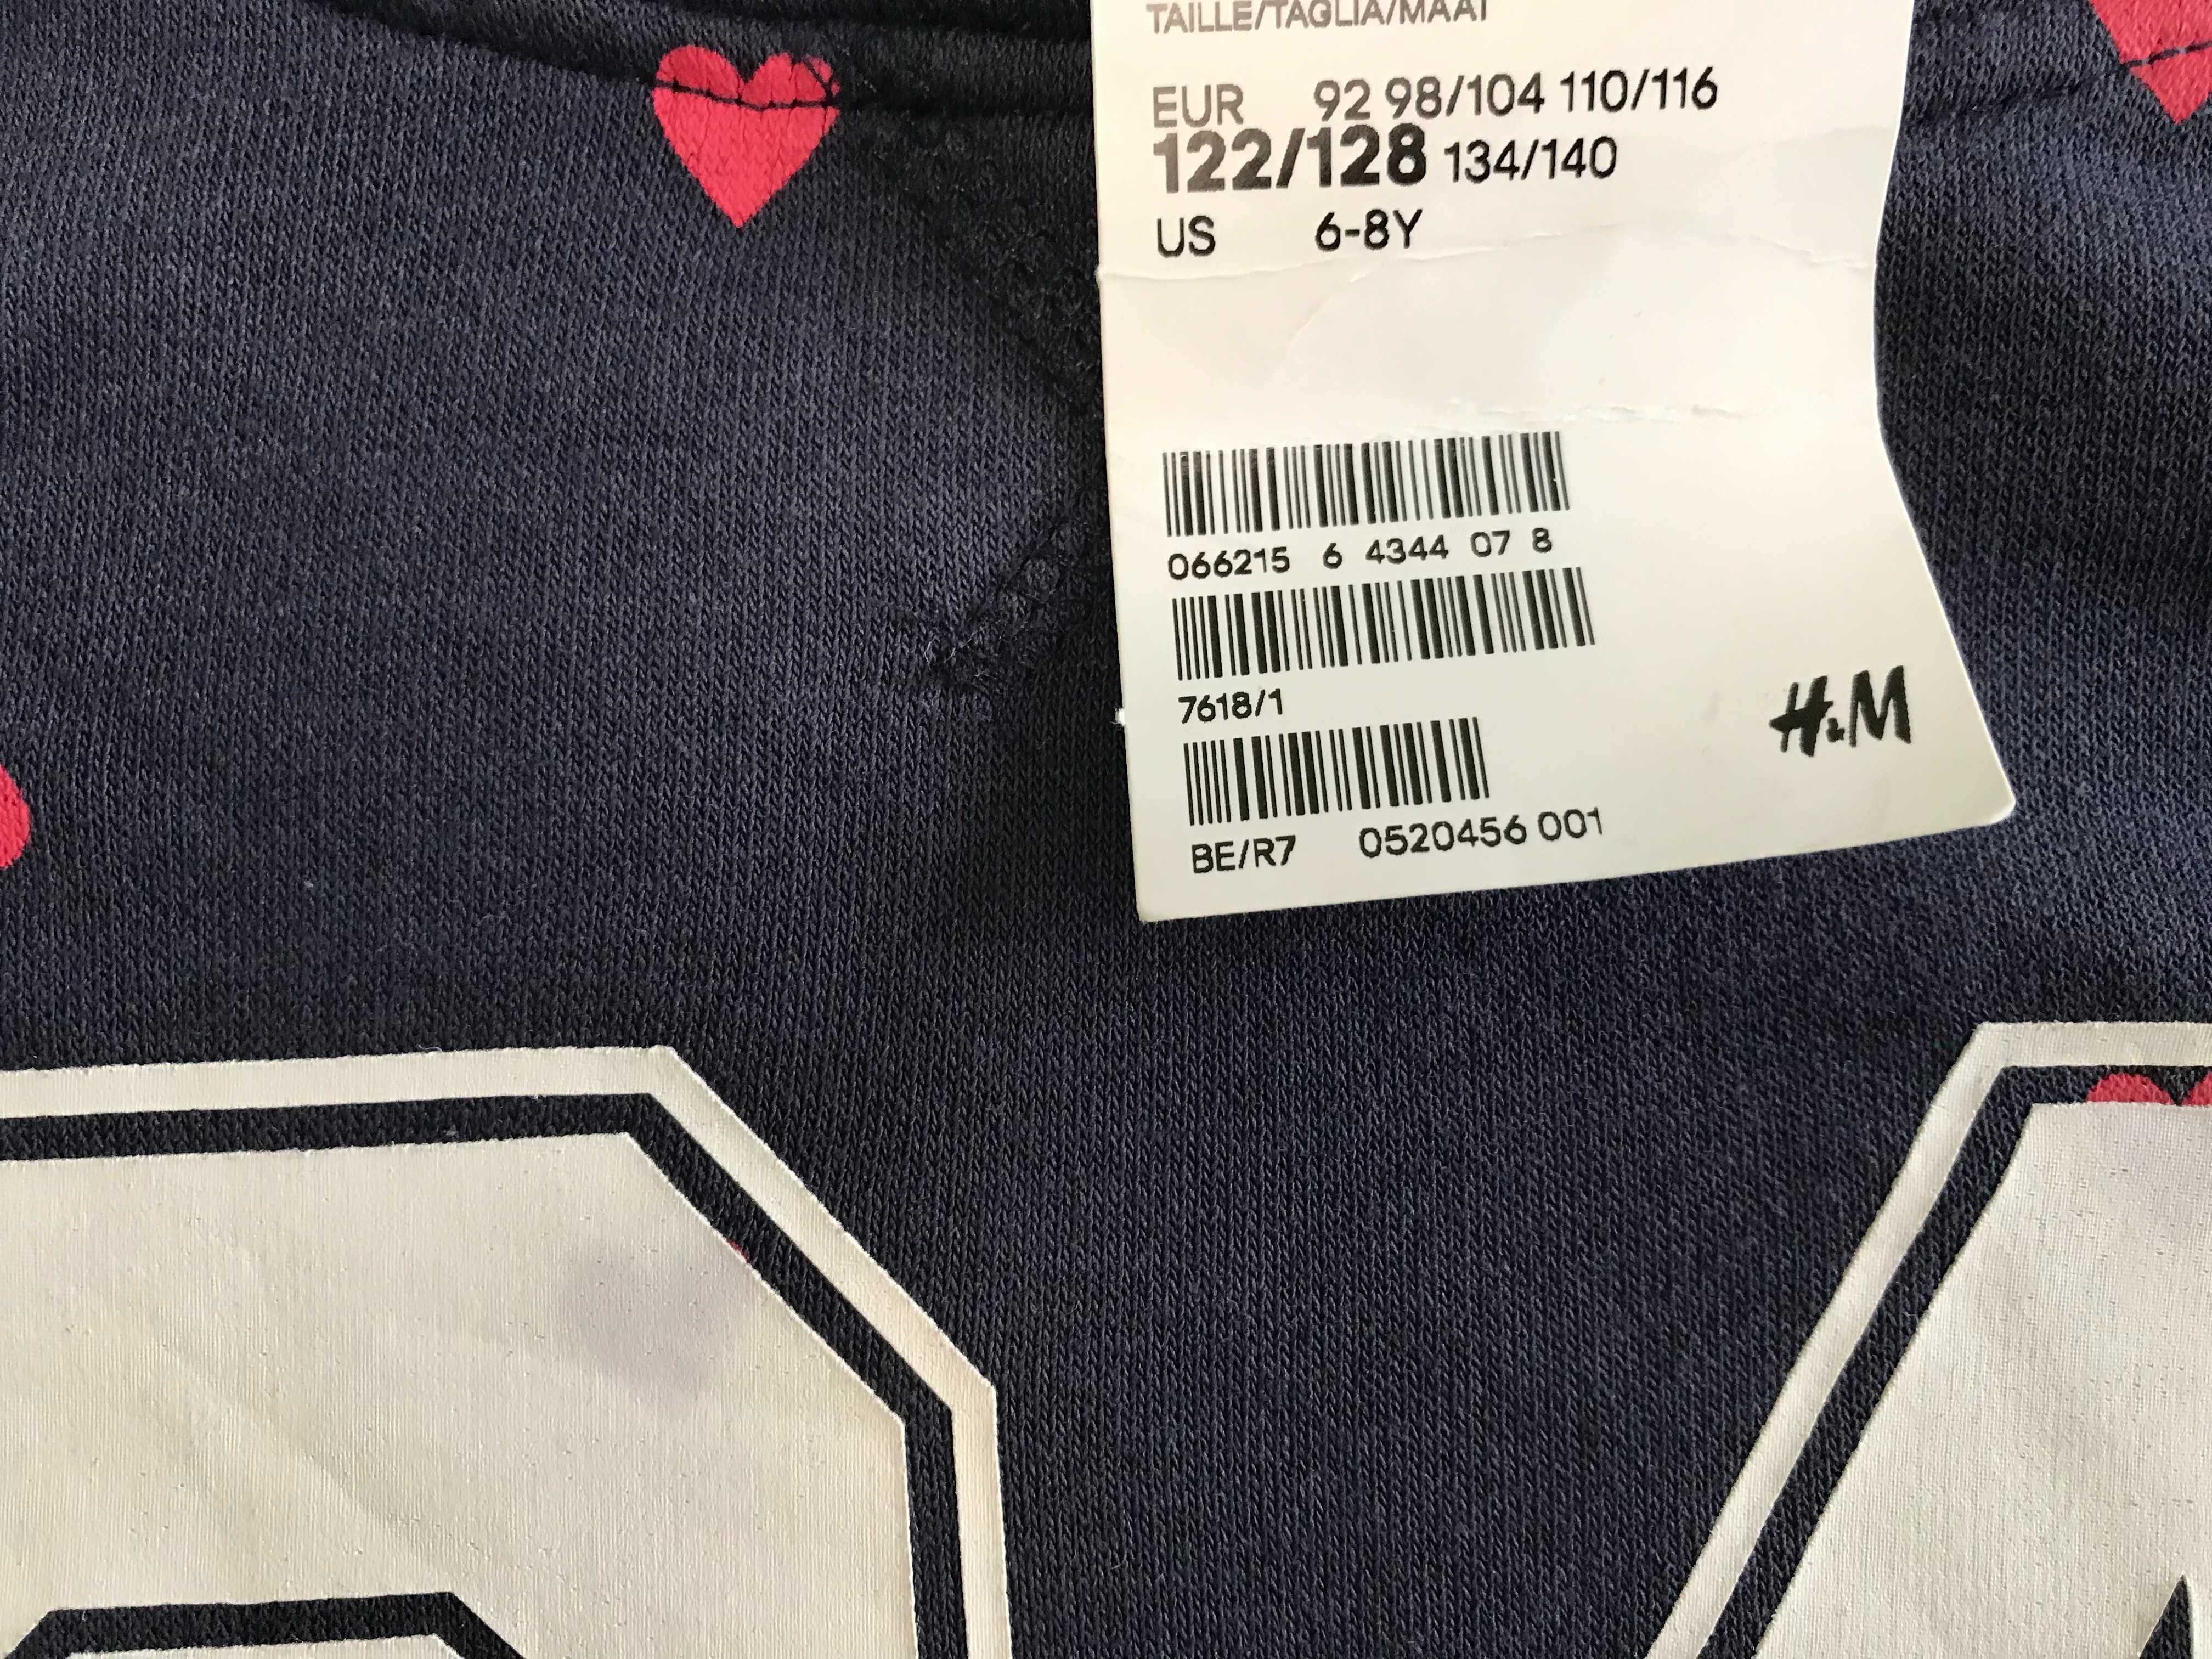 TAILLE/TAGLIA/MAAT
EUR 92 98/104 110/116
122/128 134/140
US 6-8Y
066215 6 4344 07 8
7618/1
H&M
BE/R7 0520456 001